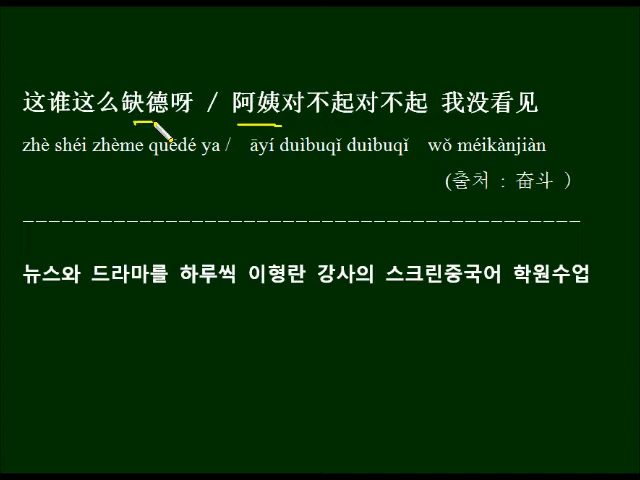 这谁这么缺德呀 / 阿姨对不起对不起 我没看见
zhè shéi zhème quēdé ya / āyí duìbuqǐ duìbuqǐ wǒ méikànjiàn
(출처 : 奋斗 )
뉴스와 드라마를 하루씩 이형란 강사의 스크린중국어 학원수업